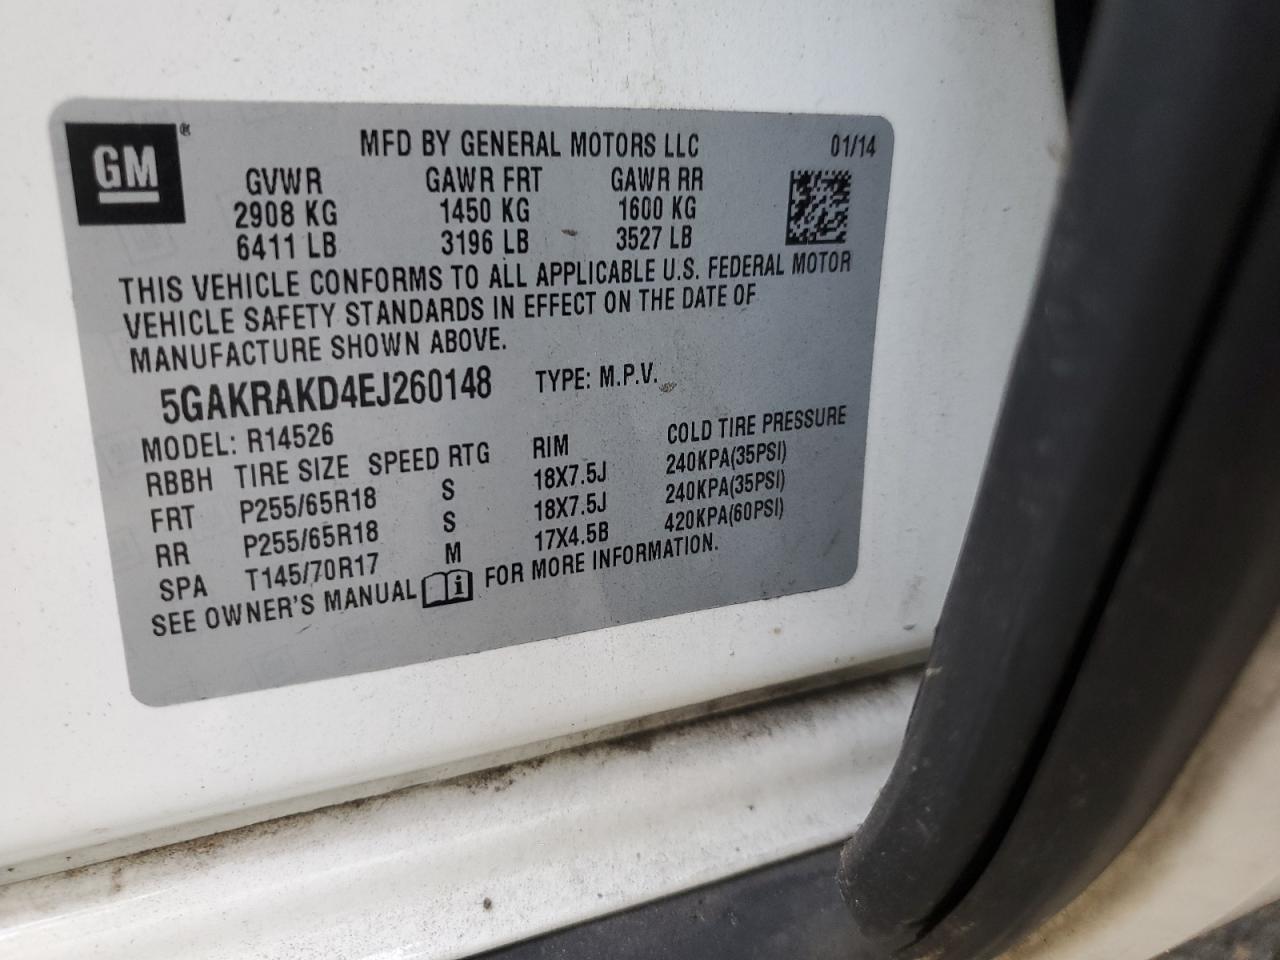 GM ® MFD BY GENERAL MOTORS LLC 01/14
GVWR GAWR FRT GAWR RR
2908 KG 1450 KG 1600 KG
6411 LB 3196 LB 3527 LB
THIS VEHICLE CONFORMS TO ALL APPLICABLE U.S. FEDERAL MOTOR
VEHICLE SAFETY STANDARDS IN EFFECT ON THE DATE OF
MANUFACTURE SHOWN ABOVE.
5GAKRAKD4EJ260148 TYPE: M.P.V.
MODEL: R14526
RBBH TIRE SIZE SPEED RTG RIM COLD TIRE PRESSURE
FRT P255/65R18 S 18X7.5J 240KPA(35PSI)
RR P255/65R18 S 18X7.5J 240KPA(35PSI)
SPA T145/70R17 M 17X4.5B 420KPA(60PSI)
SEE OWNER'S MANUAL i FOR MORE INFORMATION.